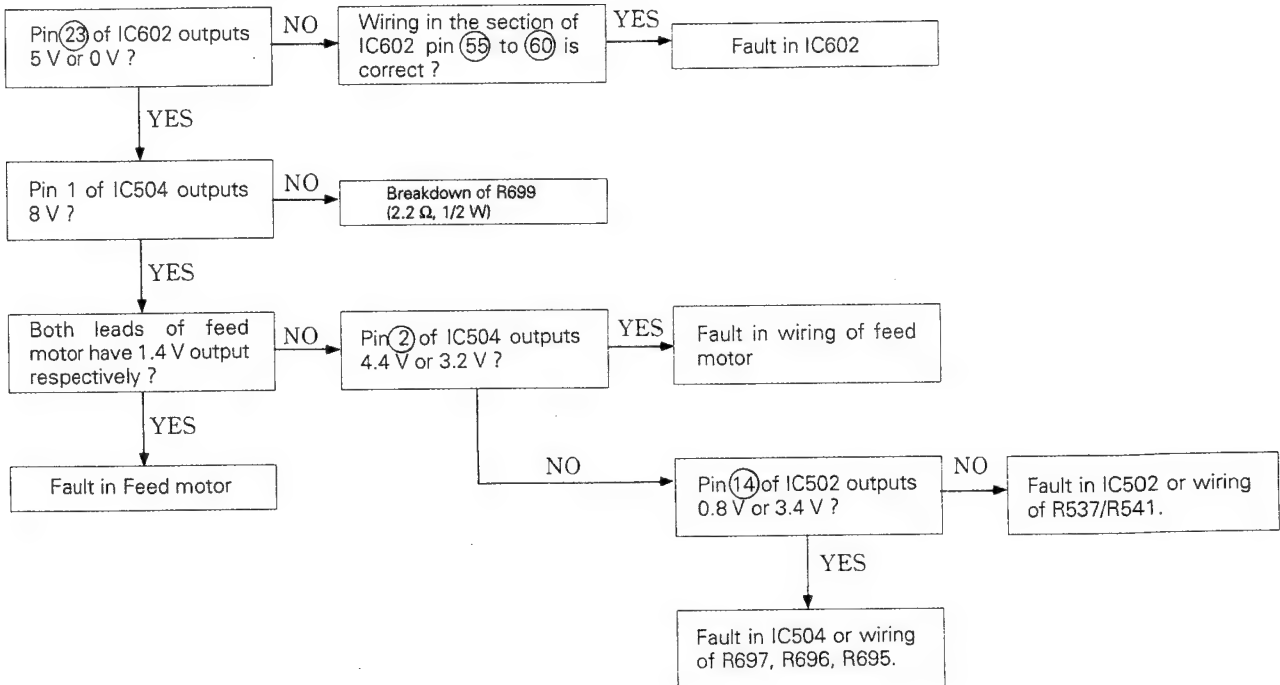 Pin 23 of IC602 outputs
5 V or 0 V ?
NO
Wiring in the section of
IC602 pin 55 to 60 is
correct ?
YES
Fault in IC602
YES
Pin 1 of IC504 outputs
8 V ?
NO
Breakdown of R699
(2.2 Ω, 1/2 W)
YES
Both leads of feed
motor have 1.4 V output
respectively ?
NO
Pin 2 of IC504 outputs
4.4 V or 3.2 V ?
YES
Fault in wiring of feed
motor
YES
Fault in Feed motor
NO
Pin 14 of IC502 outputs
0.8 V or 3.4 V ?
NO
Fault in IC502 or wiring
of R537/R541.
YES
Fault in IC504 or wiring
of R697, R696, R695.